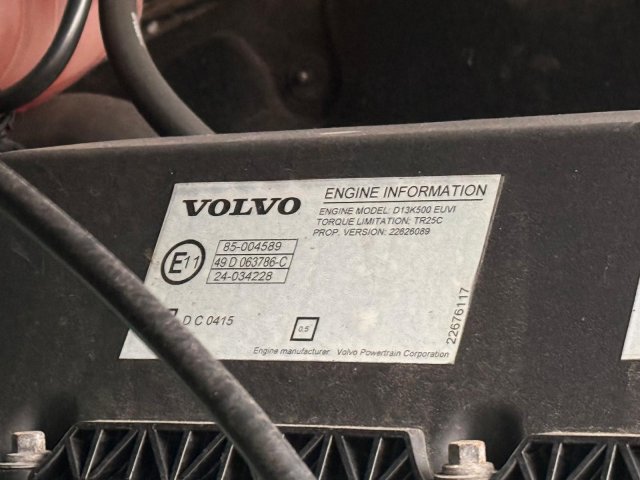 VOLVO
ENGINE INFORMATION
ENGINE MODEL: D13K500 EUVI
TORQUE LIMITATION: TR25C
PROP. VERSION: 22626089
E11
85-004589
49 D 063786-C
24-034228
D C 0415
0.5
22676117
Engine manufacturer Volvo Powertrain Corporation